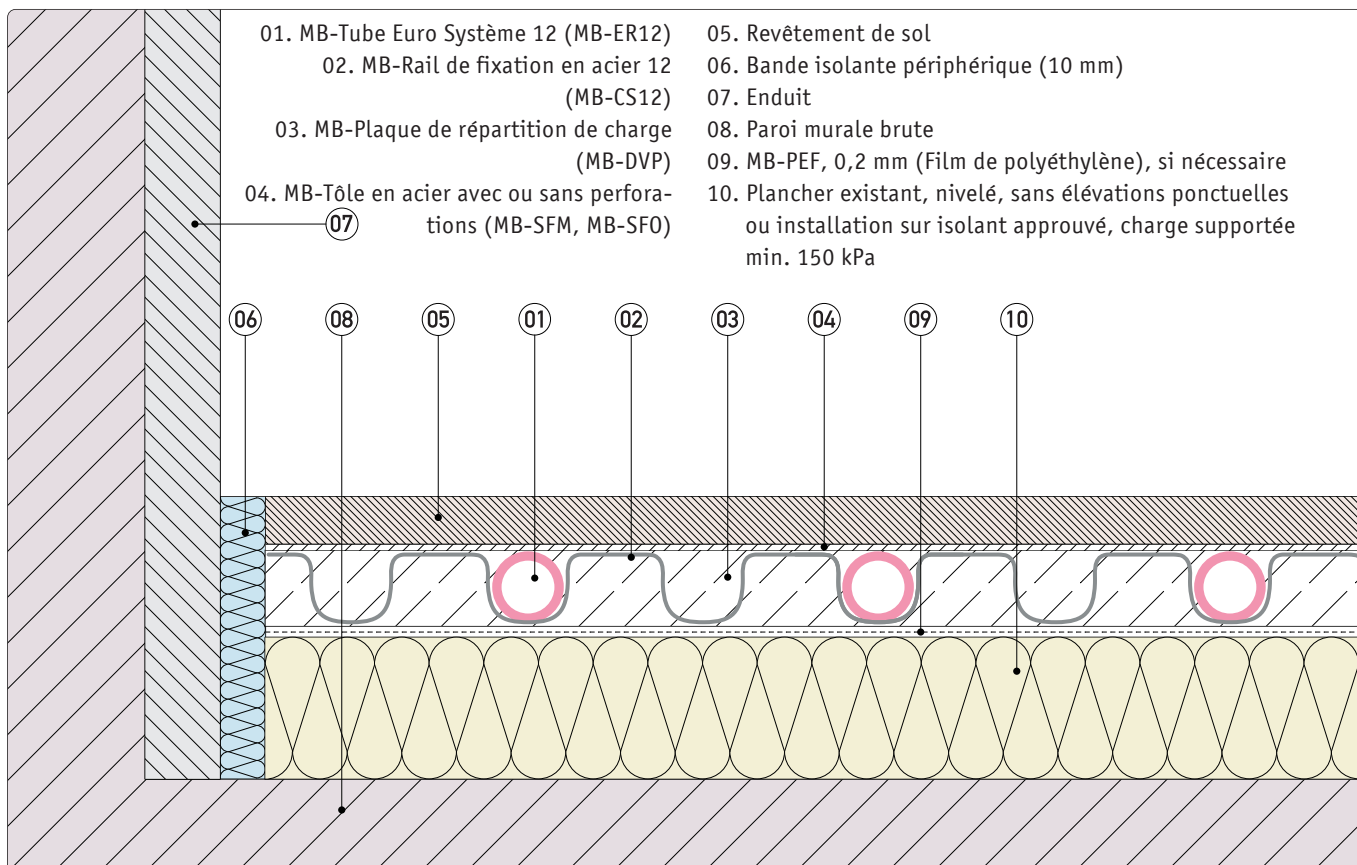 01. MB-Tube Euro Système 12 (MB-ER12)
02. MB-Rail de fixation en acier 12
(MB-CS12)
03. MB-Plaque de répartition de charge
(MB-DVP)
04. MB-Tôle en acier avec ou sans perfora-
tions (MB-SFM, MB-SFO)
05. Revêtement de sol
06. Bande isolante périphérique (10 mm)
07. Enduit
08. Paroi murale brute
09. MB-PEF, 0,2 mm (Film de polyéthylène), si nécessaire
10. Plancher existant, nivelé, sans élévations ponctuelles
ou installation sur isolant approuvé, charge supportée
min. 150 kPa
07
06 08 05 01 02 03 04 09 10